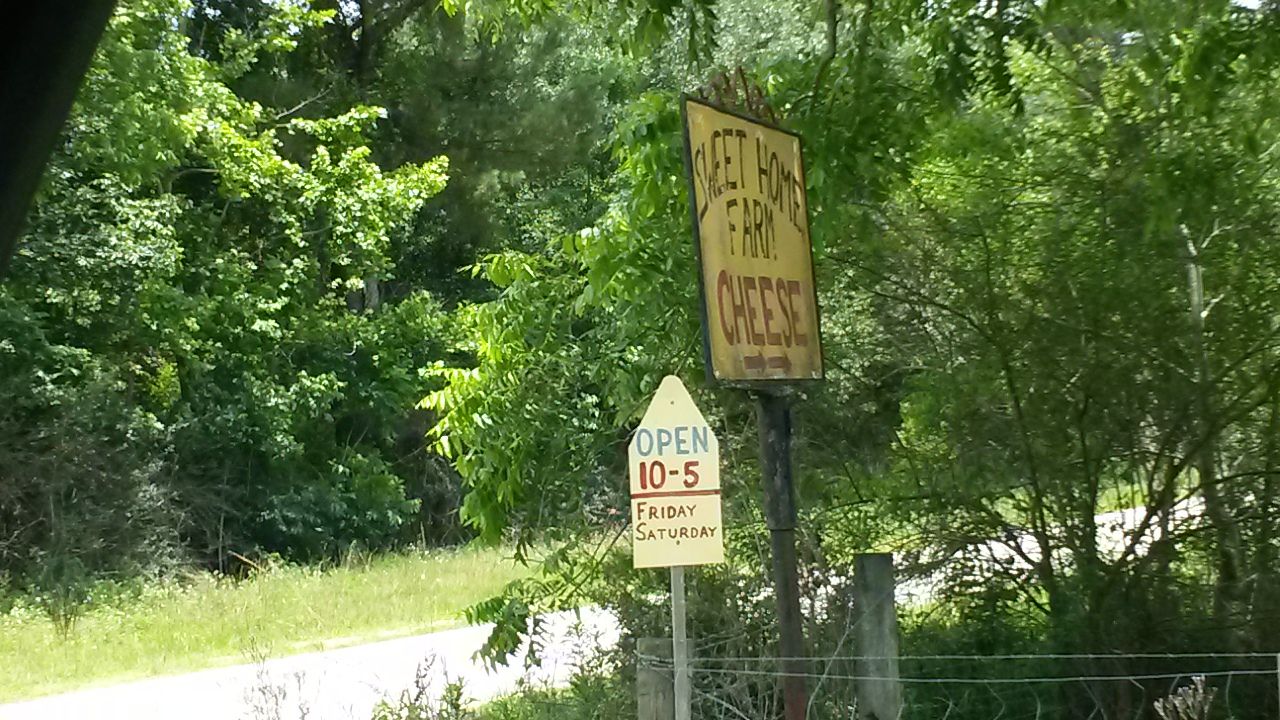 SWEET HOME
FARM
CHEESE
OPEN
10-5
FRIDAY
SATURDAY